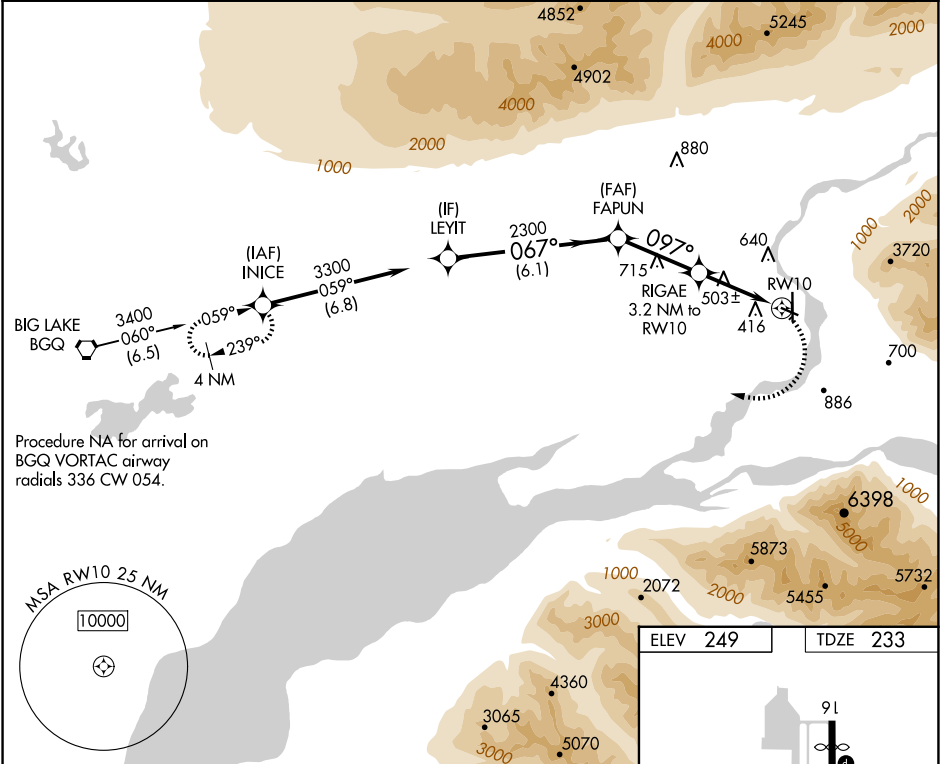 4852
5245
4000
2000
4902
4000
2000
1000
880
(FAF)
FAPUN
(IF)
LEYIT
2300
067°
(6.1)
097°
2000
1000
3720
640
(IAF)
INICE
3300
059°
(6.8)
715
RIGAE
3.2 NM to
RW10
503±
RW10
416
BIG LAKE
BGQ
3400
060°
(6.5)
059°
239°
4 NM
700
886
Procedure NA for arrival on
BGQ VORTAC airway
radials 336 CW 054.
6398
1000
5000
5873
5732
5455
1000
2072
2000
3000
MSA RW10 25 NM
10000
ELEV 249
TDZE 233
4360
3065
3000
5070
16
P